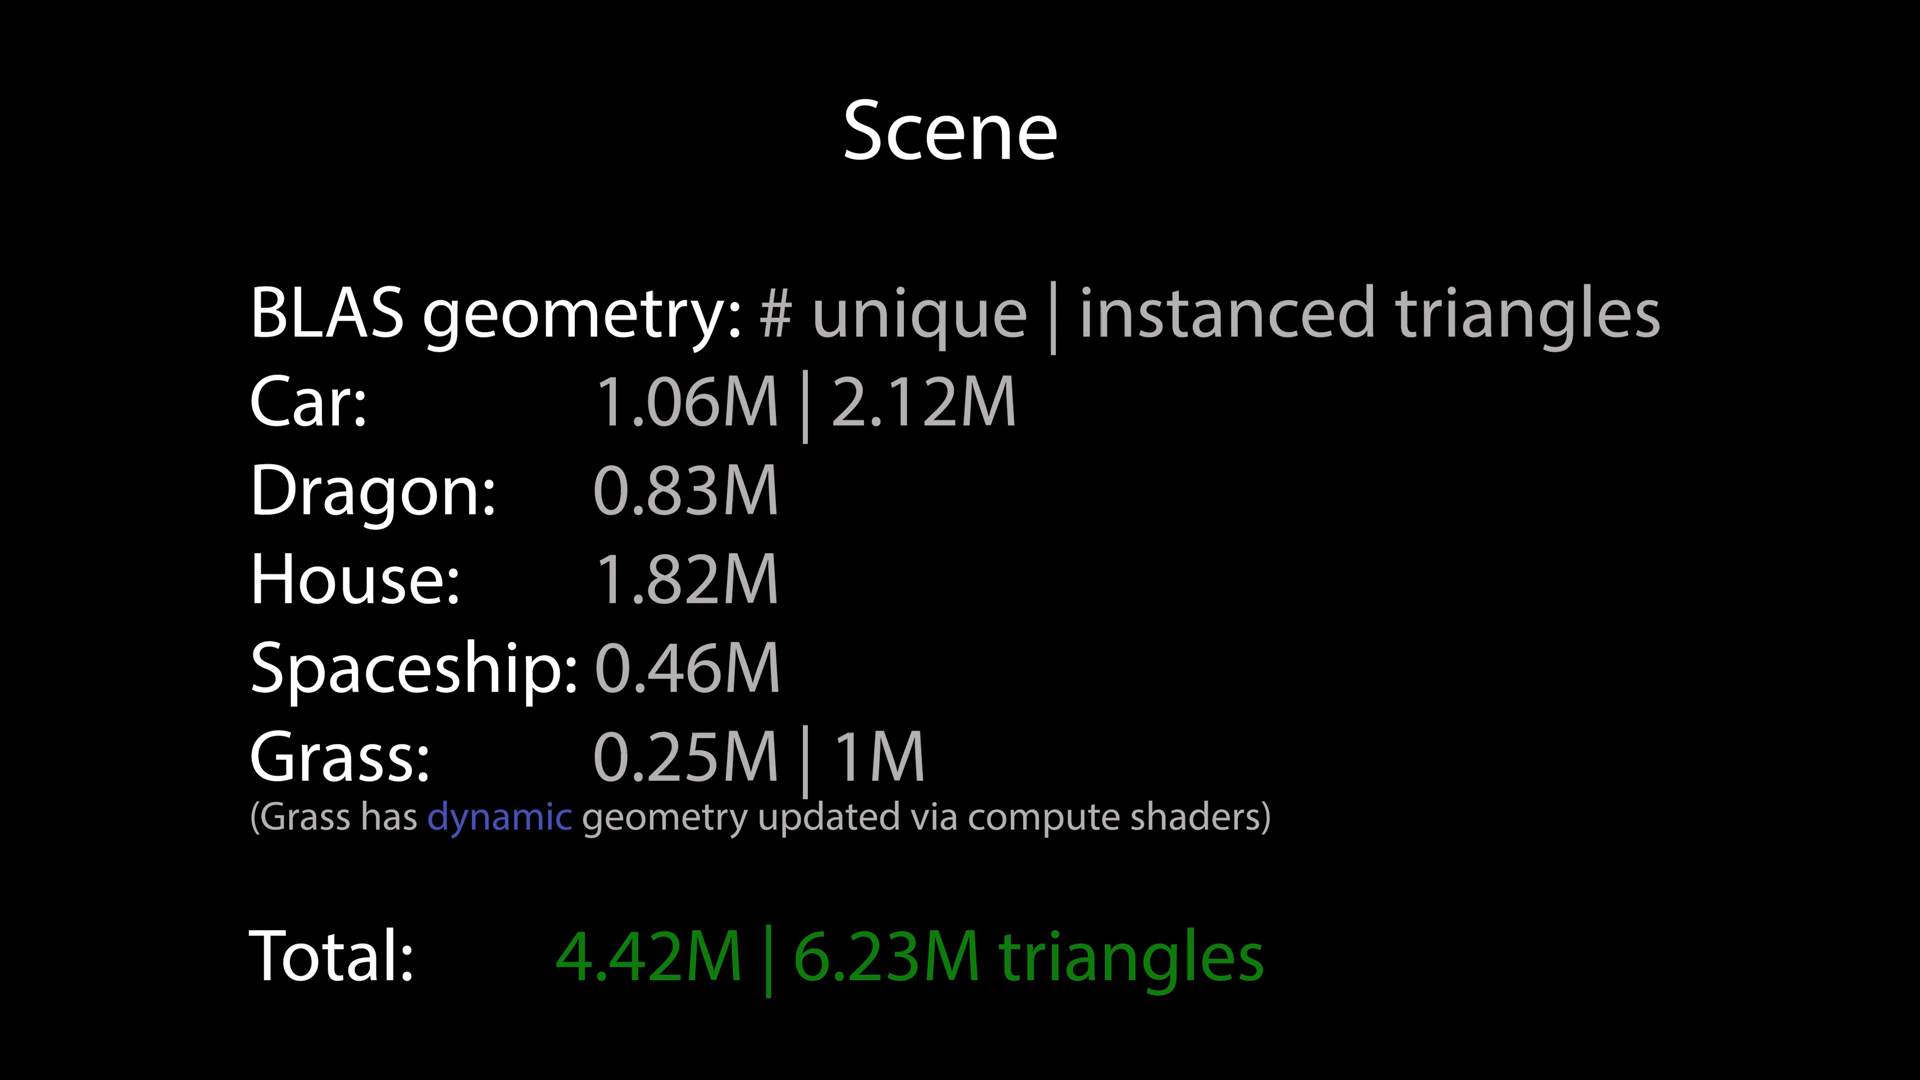 Scene
BLAS geometry: # unique | instanced triangles
Car: 1.06M | 2.12M
Dragon: 0.83M
House: 1.82M
Spaceship: 0.46M
Grass: 0.25M | 1M
(Grass has dynamic geometry updated via compute shaders)
Total: 4.42M | 6.23M triangles